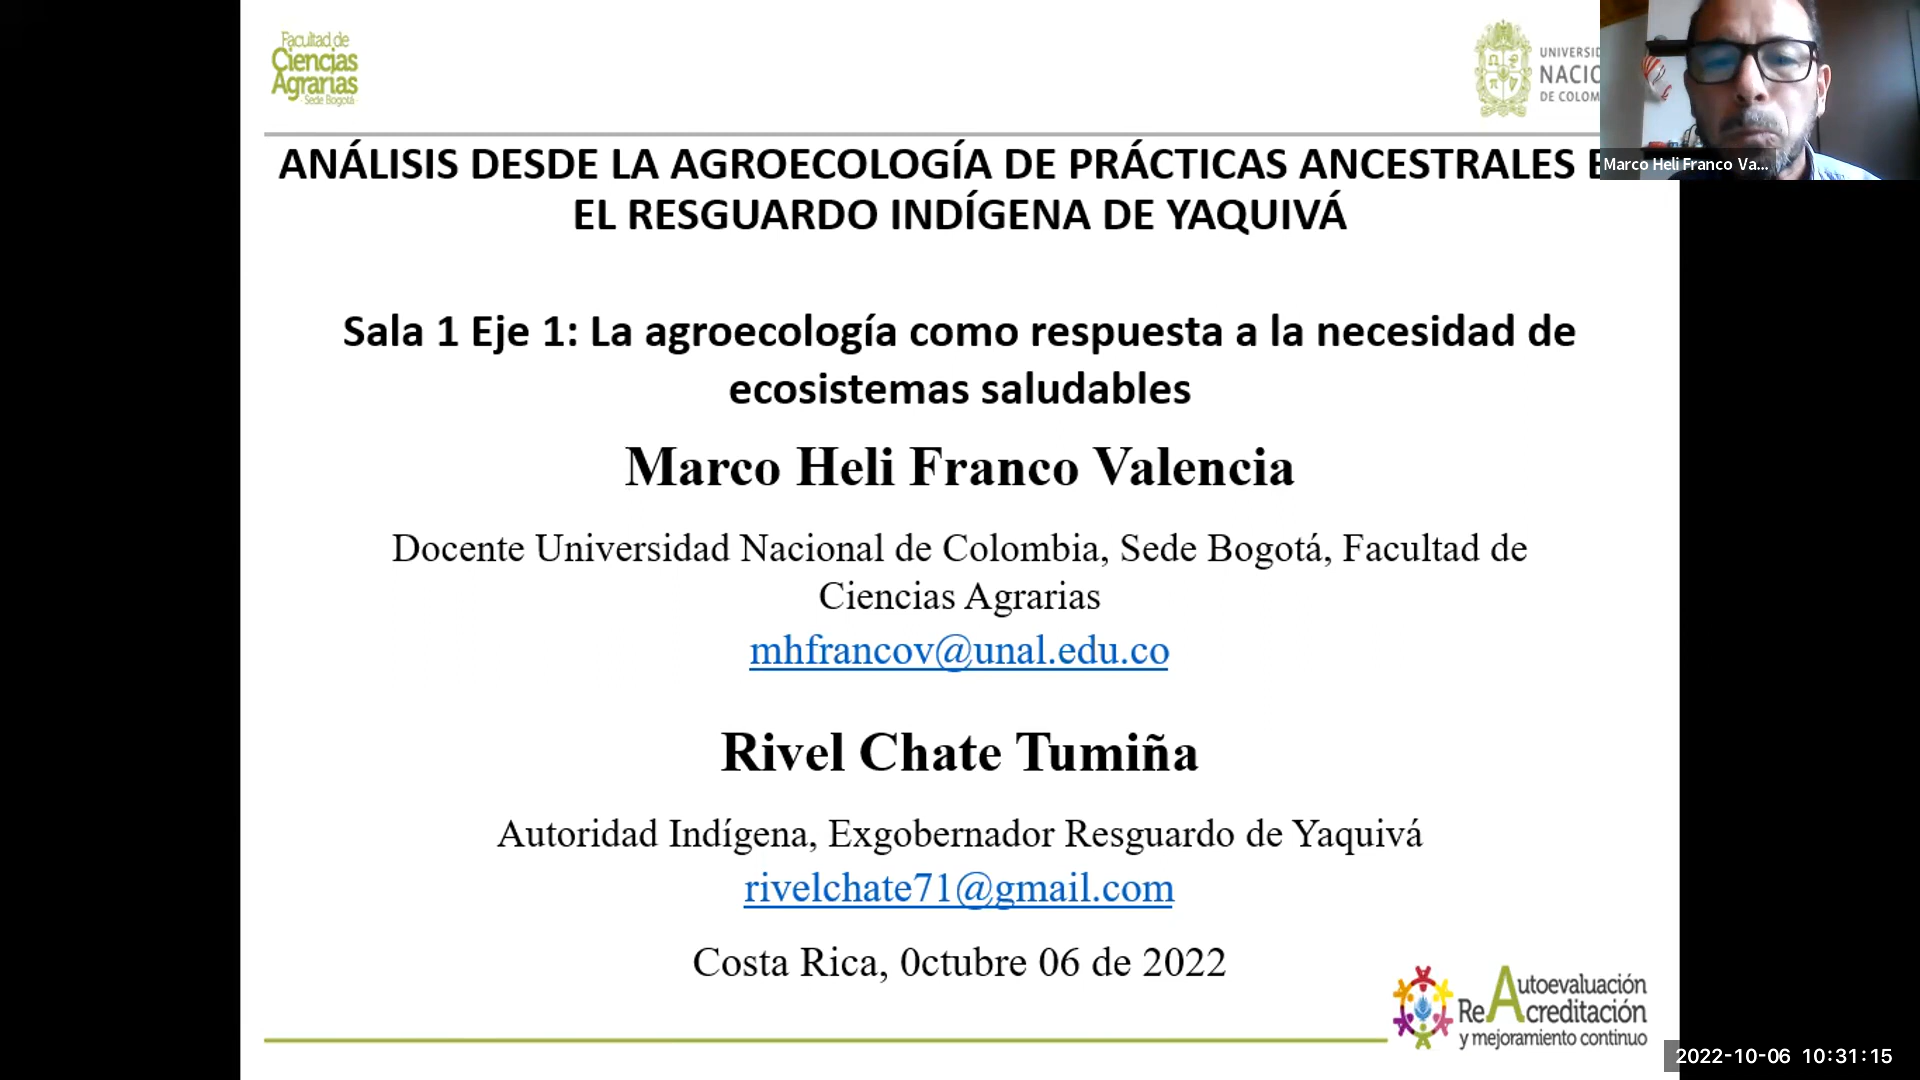 Facultad de
Ciencias
Agrarias
Sede Bogotá
UNIVERSID
NACIO
DE COLOM
Marco Heli Franco Va...
ANÁLISIS DESDE LA AGROECOLOGÍA DE PRÁCTICAS ANCESTRALES E
EL RESGUARDO INDÍGENA DE YAQUIVÁ
Sala 1 Eje 1: La agroecología como respuesta a la necesidad de
ecosistemas saludables
Marco Heli Franco Valencia
Docente Universidad Nacional de Colombia, Sede Bogotá, Facultad de
Ciencias Agrarias
mhfrancov@unal.edu.co
Rivel Chate Tumiña
Autoridad Indígena, Exgobernador Resguardo de Yaquivá
rivelchate71@gmail.com
Costa Rica, 0ctubre 06 de 2022
Autoevaluación
ReAcreditación
y mejoramiento continuo
2022-10-06 10:31:15